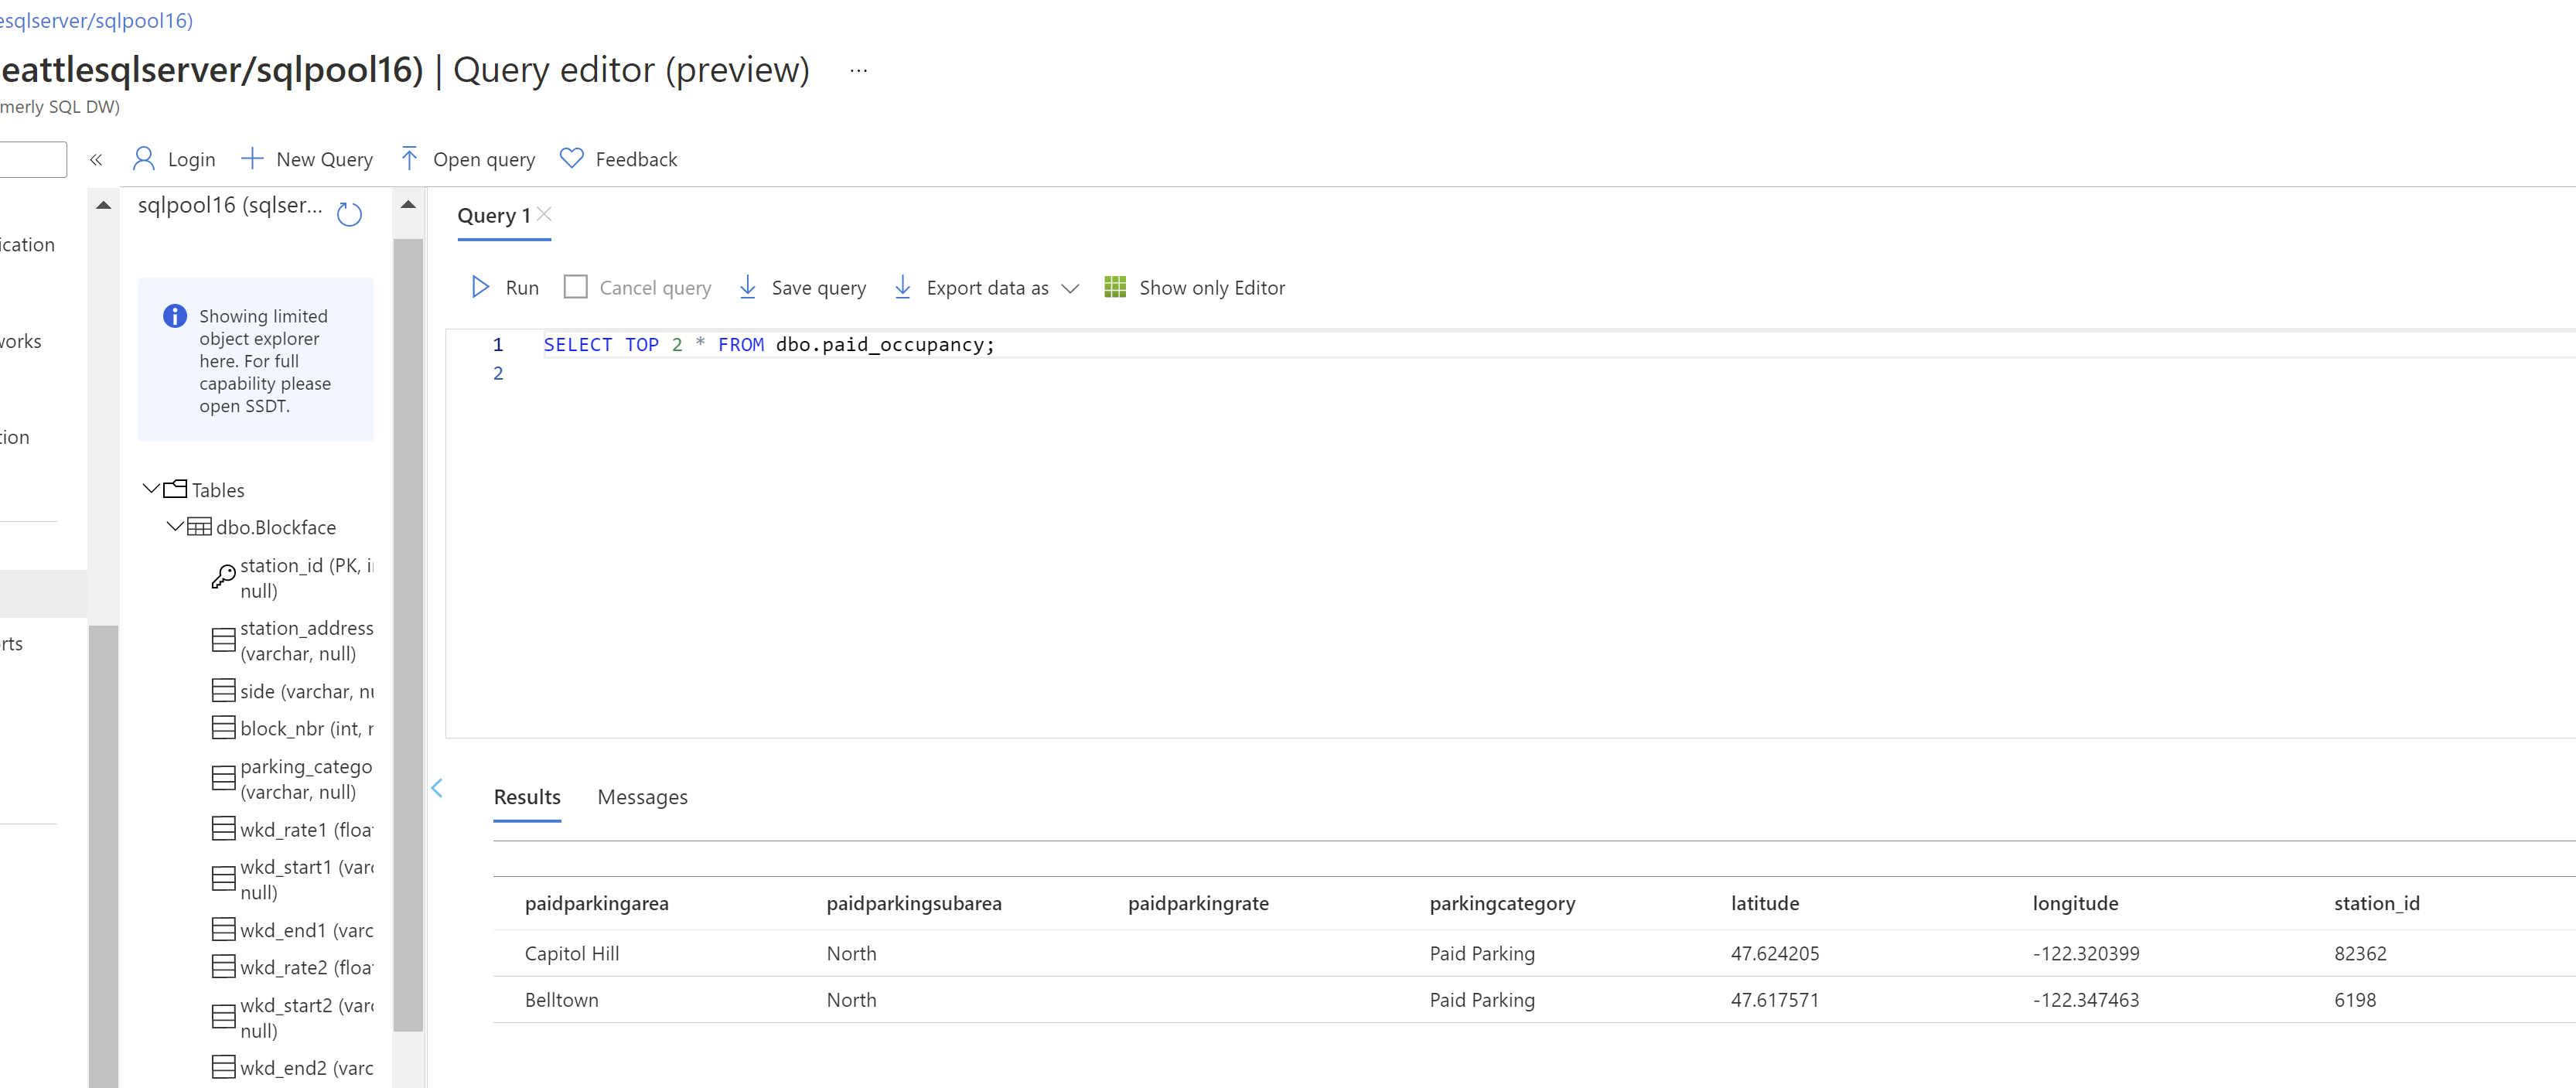 esqlserver/sqlpool16)
eattlesqlserver/sqlpool16) | Query editor (preview) ...
merly SQL DW)
« Login New Query Open query Feedback
ication
works
tion
rts
sqlpool16 (sqlser...
Showing limited
object explorer
here. For full
capability please
open SSDT.
Tables
dbo.Blockface
station_id (PK, i
null)
station_address
(varchar, null)
side (varchar, nu
block_nbr (int, r
parking_catego
(varchar, null)
wkd_rate1 (float
wkd_start1 (varc
null)
wkd_end1 (varc
wkd_rate2 (float
wkd_start2 (varc
null)
wkd_end2 (varc
Query 1
Run Cancel query Save query Export data as Show only Editor
1 SELECT TOP 2 * FROM dbo.paid_occupancy;
2
Results Messages
paidparkingarea paidparkingsubarea paidparkingrate parkingcategory latitude longitude station_id
Capitol Hill North Paid Parking 47.624205 -122.320399 82362
Belltown North Paid Parking 47.617571 -122.347463 6198